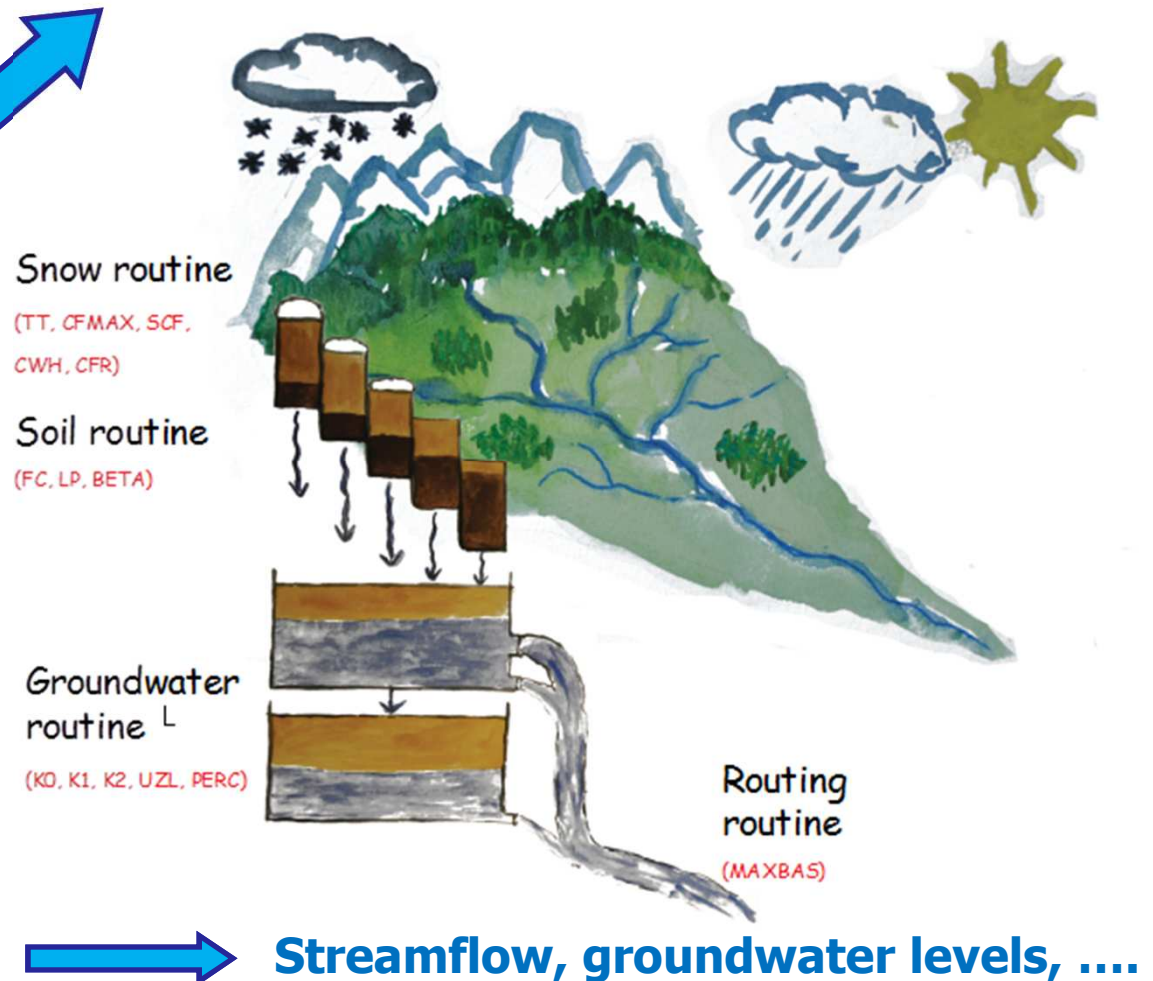 Snow routine
(TT, CFMAX, SCF,
CWH, CFR)
Soil routine
(FC, LP, BETA)
Groundwater
routine └
(K0, K1, K2, UZL, PERC)
Routing
routine
(MAXBAS)
Streamflow, groundwater levels, ....